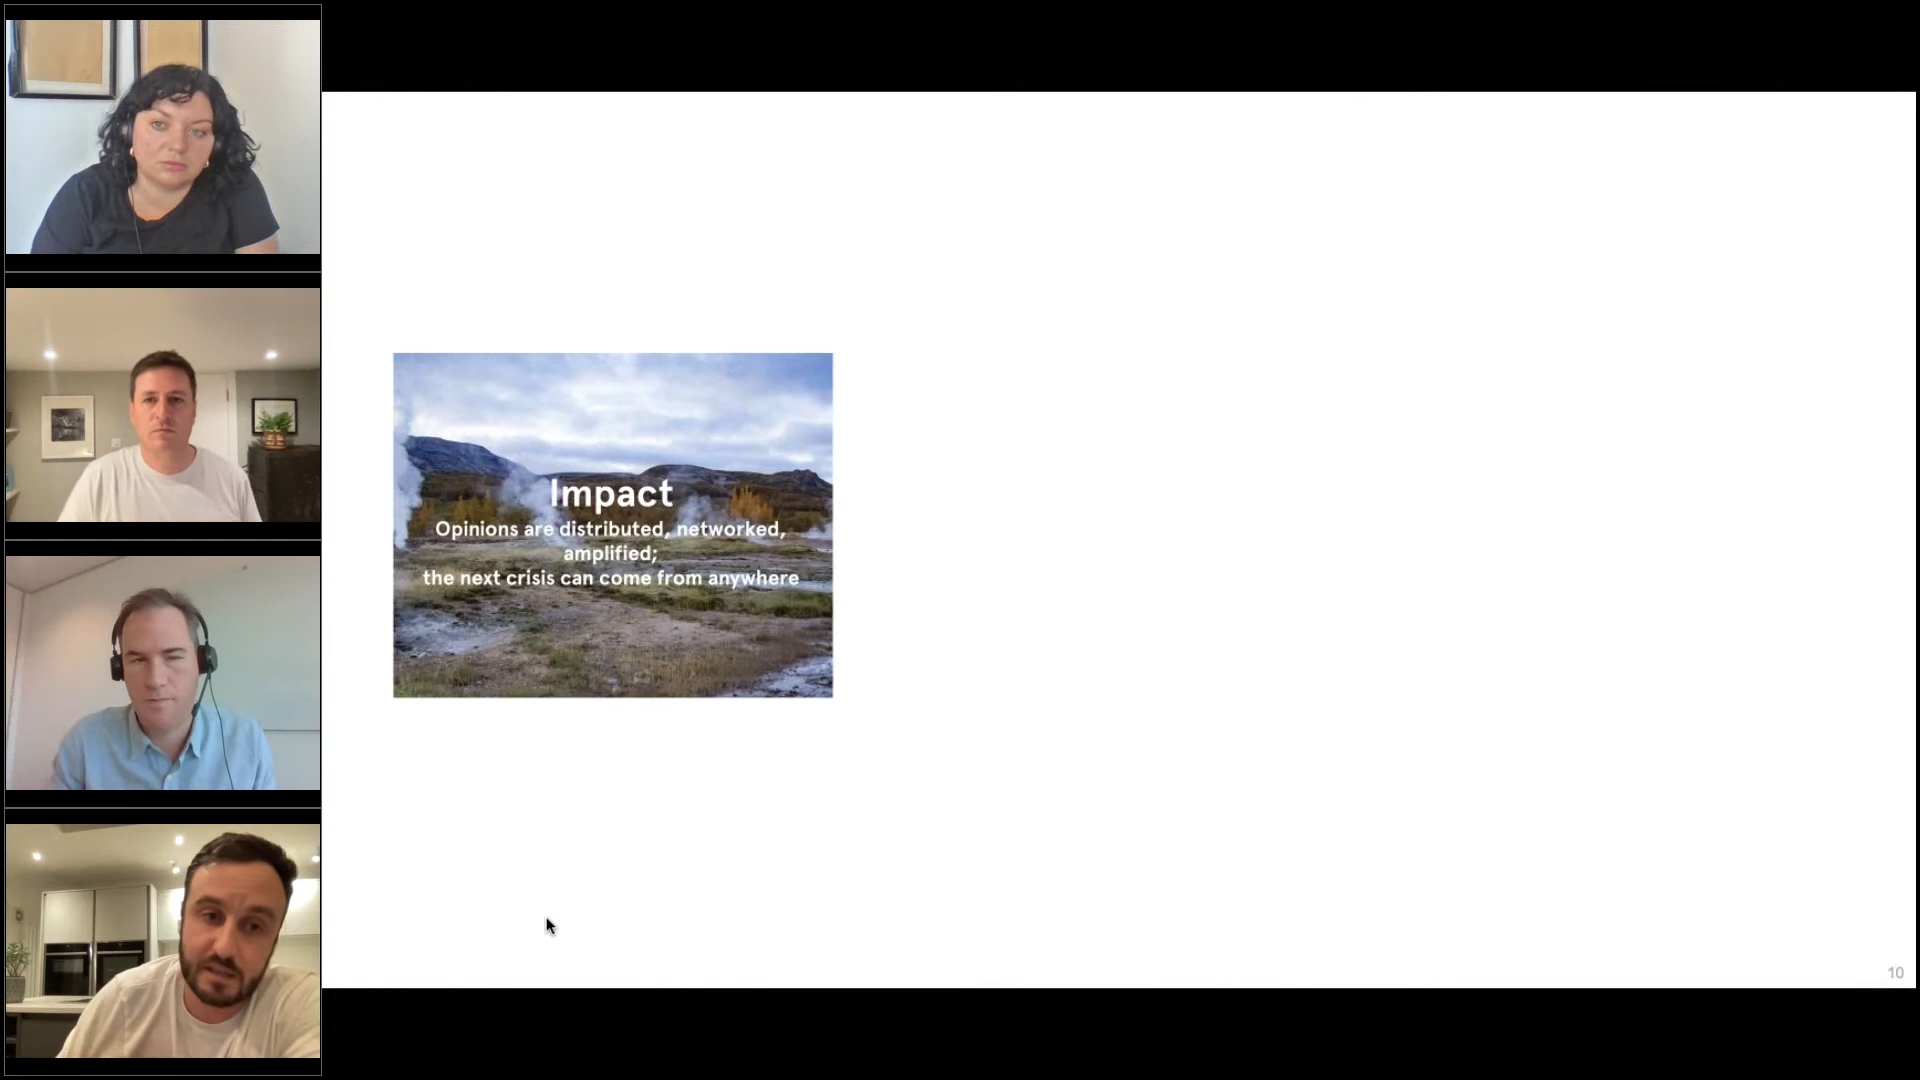 Impact
Opinions are distributed, networked,
amplified;
the next crisis can come from anywhere
10